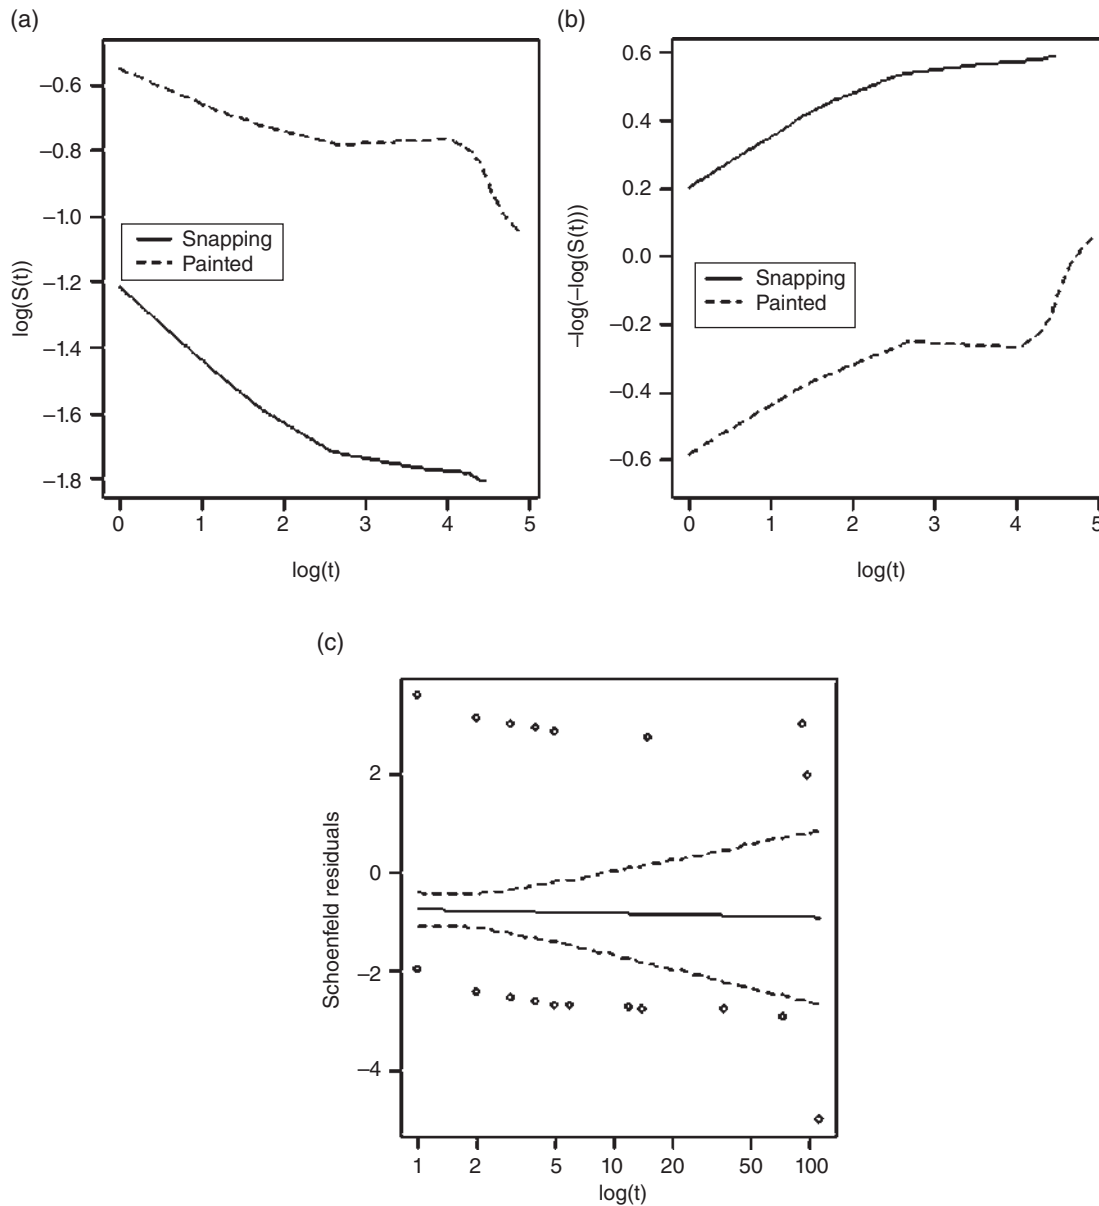 (a)
–0.6
–0.8
–1.0
–1.2
–1.4
–1.6
–1.8
log(S(t))
Snapping
Painted
0 1 2 3 4 5
log(t)
(b)
0.6
0.4
0.2
0.0
–0.2
–0.4
–0.6
–log(–log(S(t)))
Snapping
Painted
0 1 2 3 4 5
log(t)
(c)
2
0
–2
–4
Schoenfeld residuals
1 2 5 10 20 50 100
log(t)